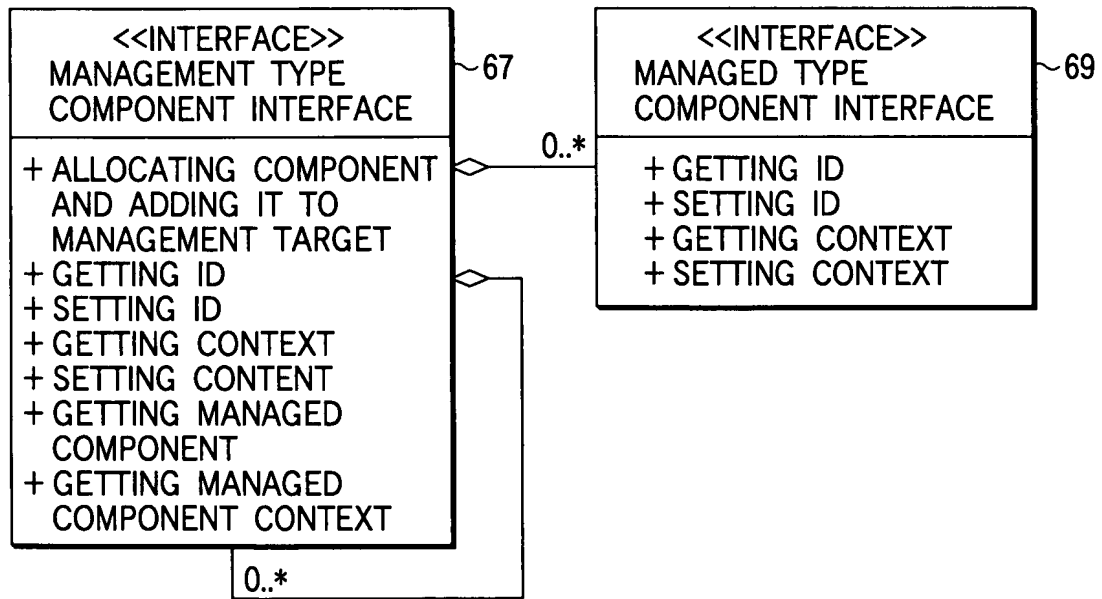 <<INTERFACE>>
MANAGEMENT TYPE
COMPONENT INTERFACE
67
+ ALLOCATING COMPONENT
AND ADDING IT TO
MANAGEMENT TARGET
+ GETTING ID
+ SETTING ID
+ GETTING CONTEXT
+ SETTING CONTENT
+ GETTING MANAGED
COMPONENT
+ GETTING MANAGED
COMPONENT CONTEXT
0..*
0..*
<<INTERFACE>>
MANAGED TYPE
COMPONENT INTERFACE
69
+ GETTING ID
+ SETTING ID
+ GETTING CONTEXT
+ SETTING CONTEXT